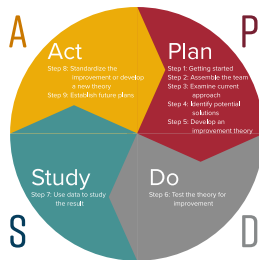 A
P
Act
Step 8: Standardize the
improvement or develop
a new theory
Step 9: Establish future plans
Plan
Step 1: Getting started
Step 2: Assemble the team
Step 3: Examine current
approach
Step 4: Identify potential
solutions
Step 5: Develop an
improvement theory
Study
Step 7: Use data to study
the result
Do
Step 6: Test the theory for
improvement
S
D